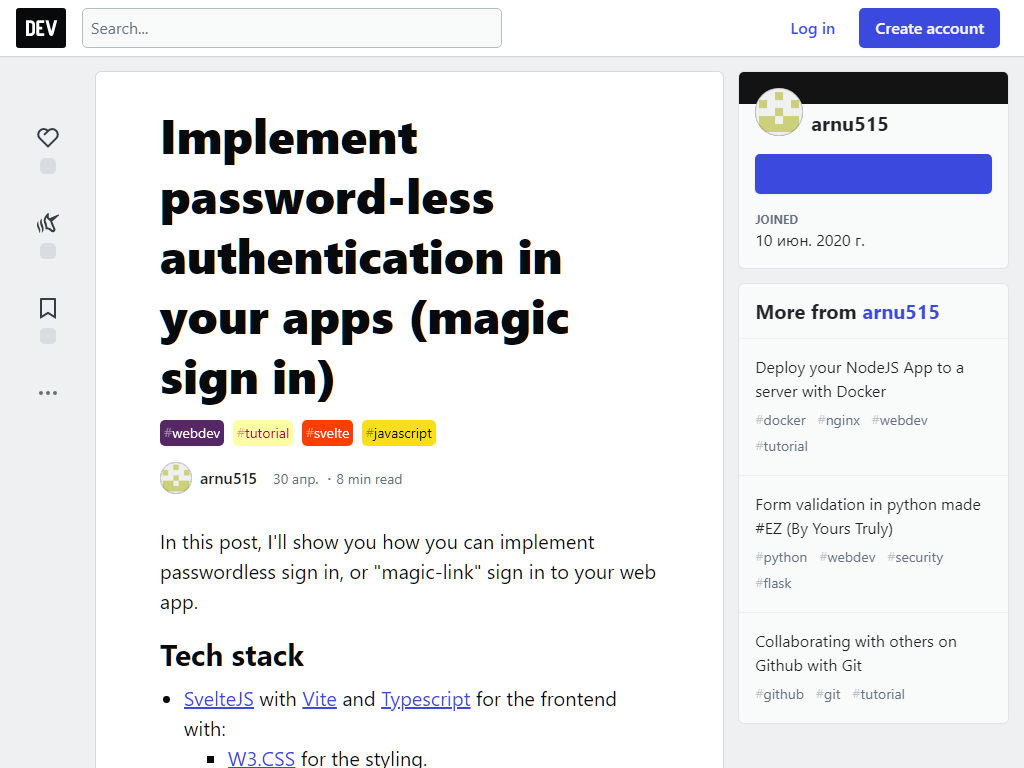 DEV
Search...
Log in
Create account
Implement
password-less
authentication in
your apps (magic
sign in)
#webdev #tutorial #svelte #javascript
arnu515 30 апр. · 8 min read
In this post, I'll show you how you can implement
passwordless sign in, or "magic-link" sign in to your web
app.
Tech stack
• SvelteJS with Vite and Typescript for the frontend
with:
▪ W3.CSS for the styling.
arnu515
JOINED
10 июн. 2020 г.
More from arnu515
Deploy your NodeJS App to a
server with Docker
#docker #nginx #webdev
#tutorial
Form validation in python made
#EZ (By Yours Truly)
#python #webdev #security
#flask
Collaborating with others on
Github with Git
#github #git #tutorial